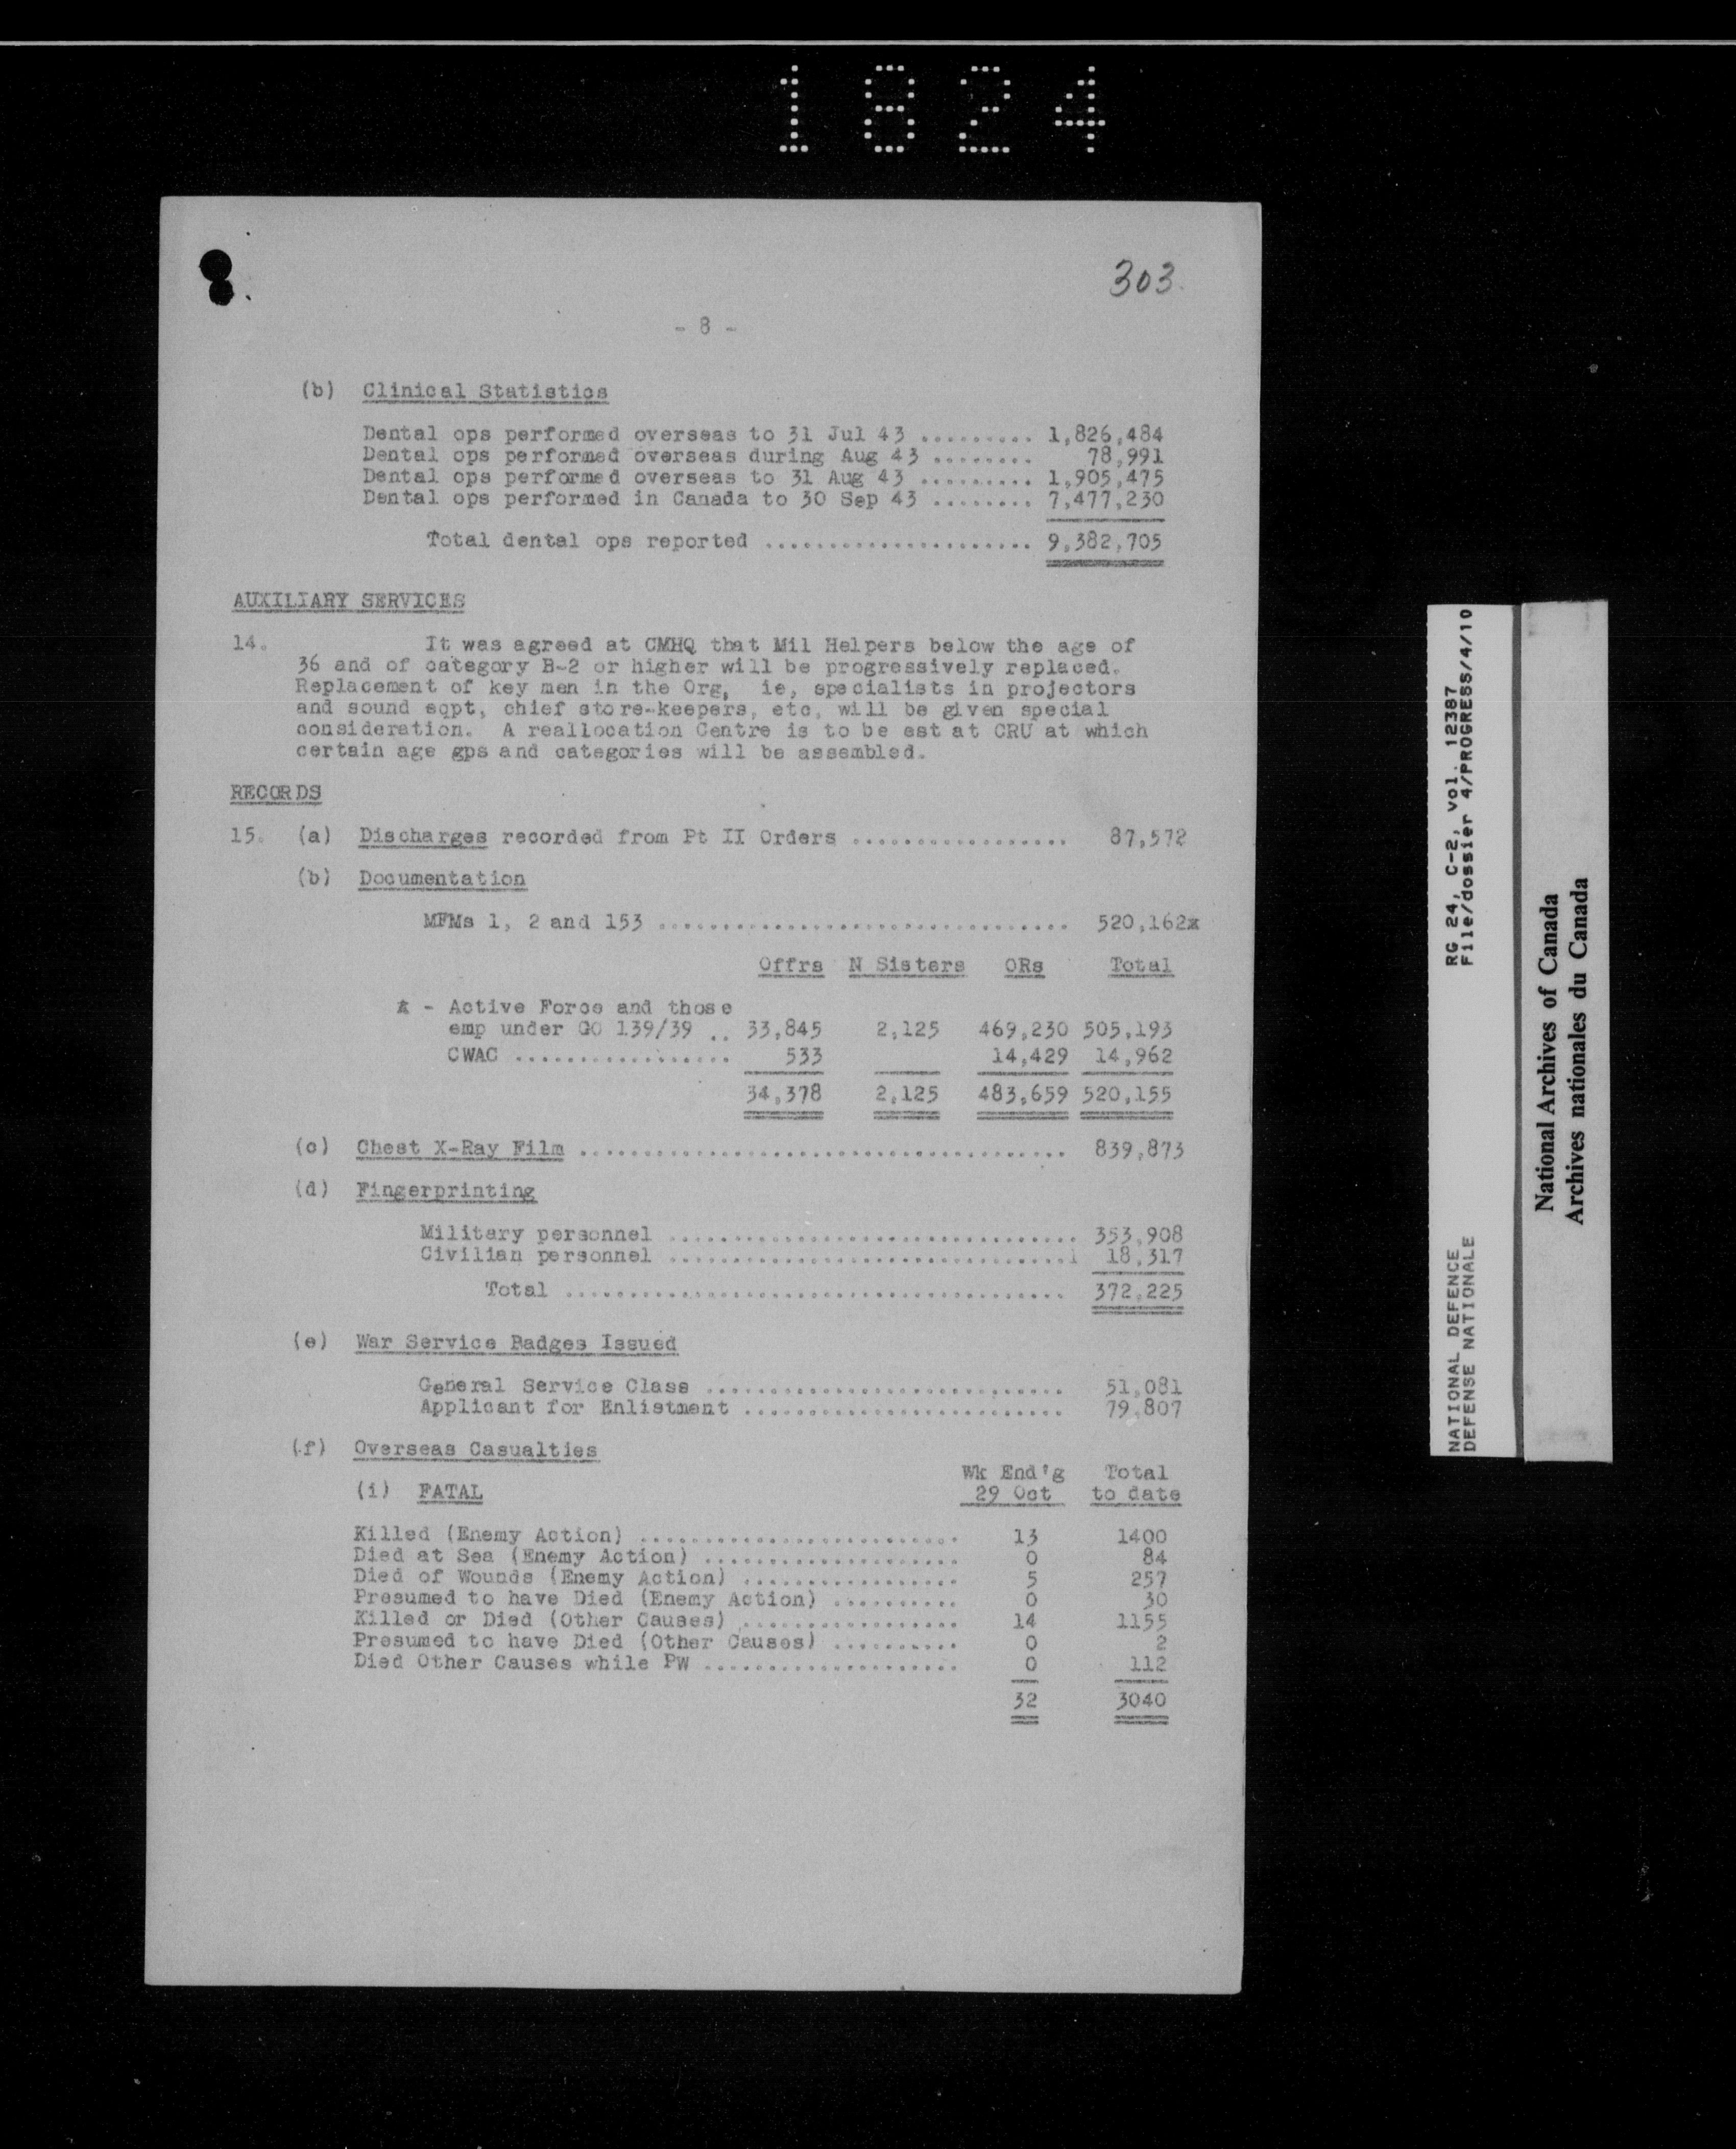 1824
303.
- 8 -
(b) Clinical Statistics
Dental ops performed overseas to 31 Jul 43 ......... 1,826,484
Dental ops performed overseas during Aug 43 ........ 78,991
Dental ops performed overseas to 31 Aug 43 ......... 1,905,475
Dental ops performed in Canada to 30 Sep 43 ........ 7,477,230
Total dental ops reported ..................... 9,382,705
AUXILIARY SERVICES
14. It was agreed at CMHQ that Mil Helpers below the age of
36 and of category B-2 or higher will be progressively replaced.
Replacement of key men in the Org, ie, specialists in projectors
and sound eqpt, chief store-keepers, etc, will be given special
consideration. A reallocation Centre is to be est at CRU at which
certain age gps and categories will be assembled.
RECORDS
15. (a) Discharges recorded from Pt II Orders ................. 87,572
(b) Documentation
MFMs 1, 2 and 153 ................................ 520,162x
Offrs N Sisters ORs Total
x - Active Force and those
emp under GO 139/39 .. 33,845 2,125 469,230 505,193
CWAC ................. 533 14,429 14,962
34,378 2,125 483,659 520,155
(c) Chest X-Ray Film ...................................... 839,873
(d) Fingerprinting
Military personnel ................................ 353,908
Civilian personnel ................................ 18,317
Total ....................................... 372,225
(e) War Service Badges Issued
General Service Class ............................ 51,081
Applicant for Enlistment ......................... 79,807
(f) Overseas Casualties
Wk End'g Total
(i) FATAL 29 Oct to date
Killed (Enemy Action) ......................... 13 1400
Died at Sea (Enemy Action) .................... 0 84
Died of Wounds (Enemy Action) ................. 5 257
Presumed to have Died (Enemy Action) .......... 0 30
Killed or Died (Other Causes) ................. 14 1155
Presumed to have Died (Other Causes) .......... 0 2
Died Other Causes while PW .................... 0 112
32 3040
NATIONAL DEFENCE RG 24, C-2, vol. 12387
DEFENSE NATIONALE File/dossier 4/PROGRESS/4/10
National Archives of Canada
Archives nationales du Canada